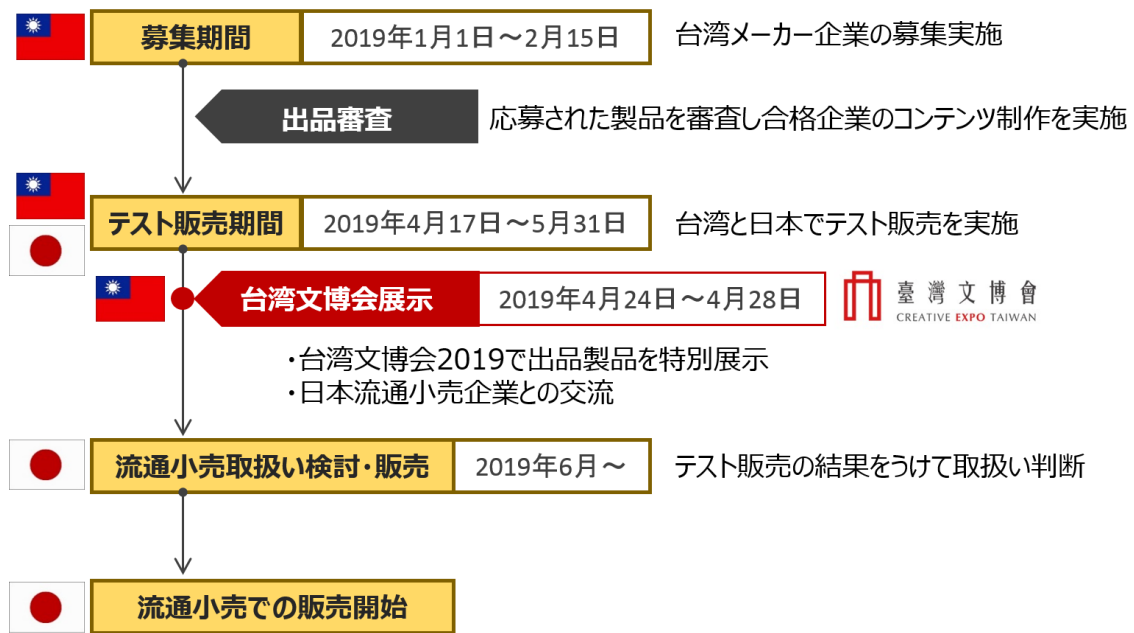 募集期間 2019年1月1日～2月15日 台湾メーカー企業の募集実施
出品審査 応募された製品を審査し合格企業のコンテンツ制作を実施
テスト販売期間 2019年4月17日～5月31日 台湾と日本でテスト販売を実施
台湾文博会展示 2019年4月24日～4月28日 臺灣文博會
CREATIVE EXPO TAIWAN
・台湾文博会2019で出品製品を特別展示
・日本流通小売企業との交流
流通小売取扱い検討・販売 2019年6月～ テスト販売の結果をうけて取扱い判断
流通小売での販売開始